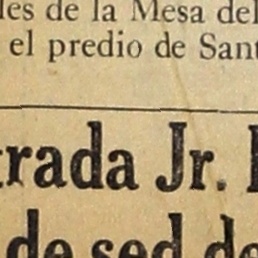 les de la Mesa del
el predio de Sant
trada Jr.
de sed de